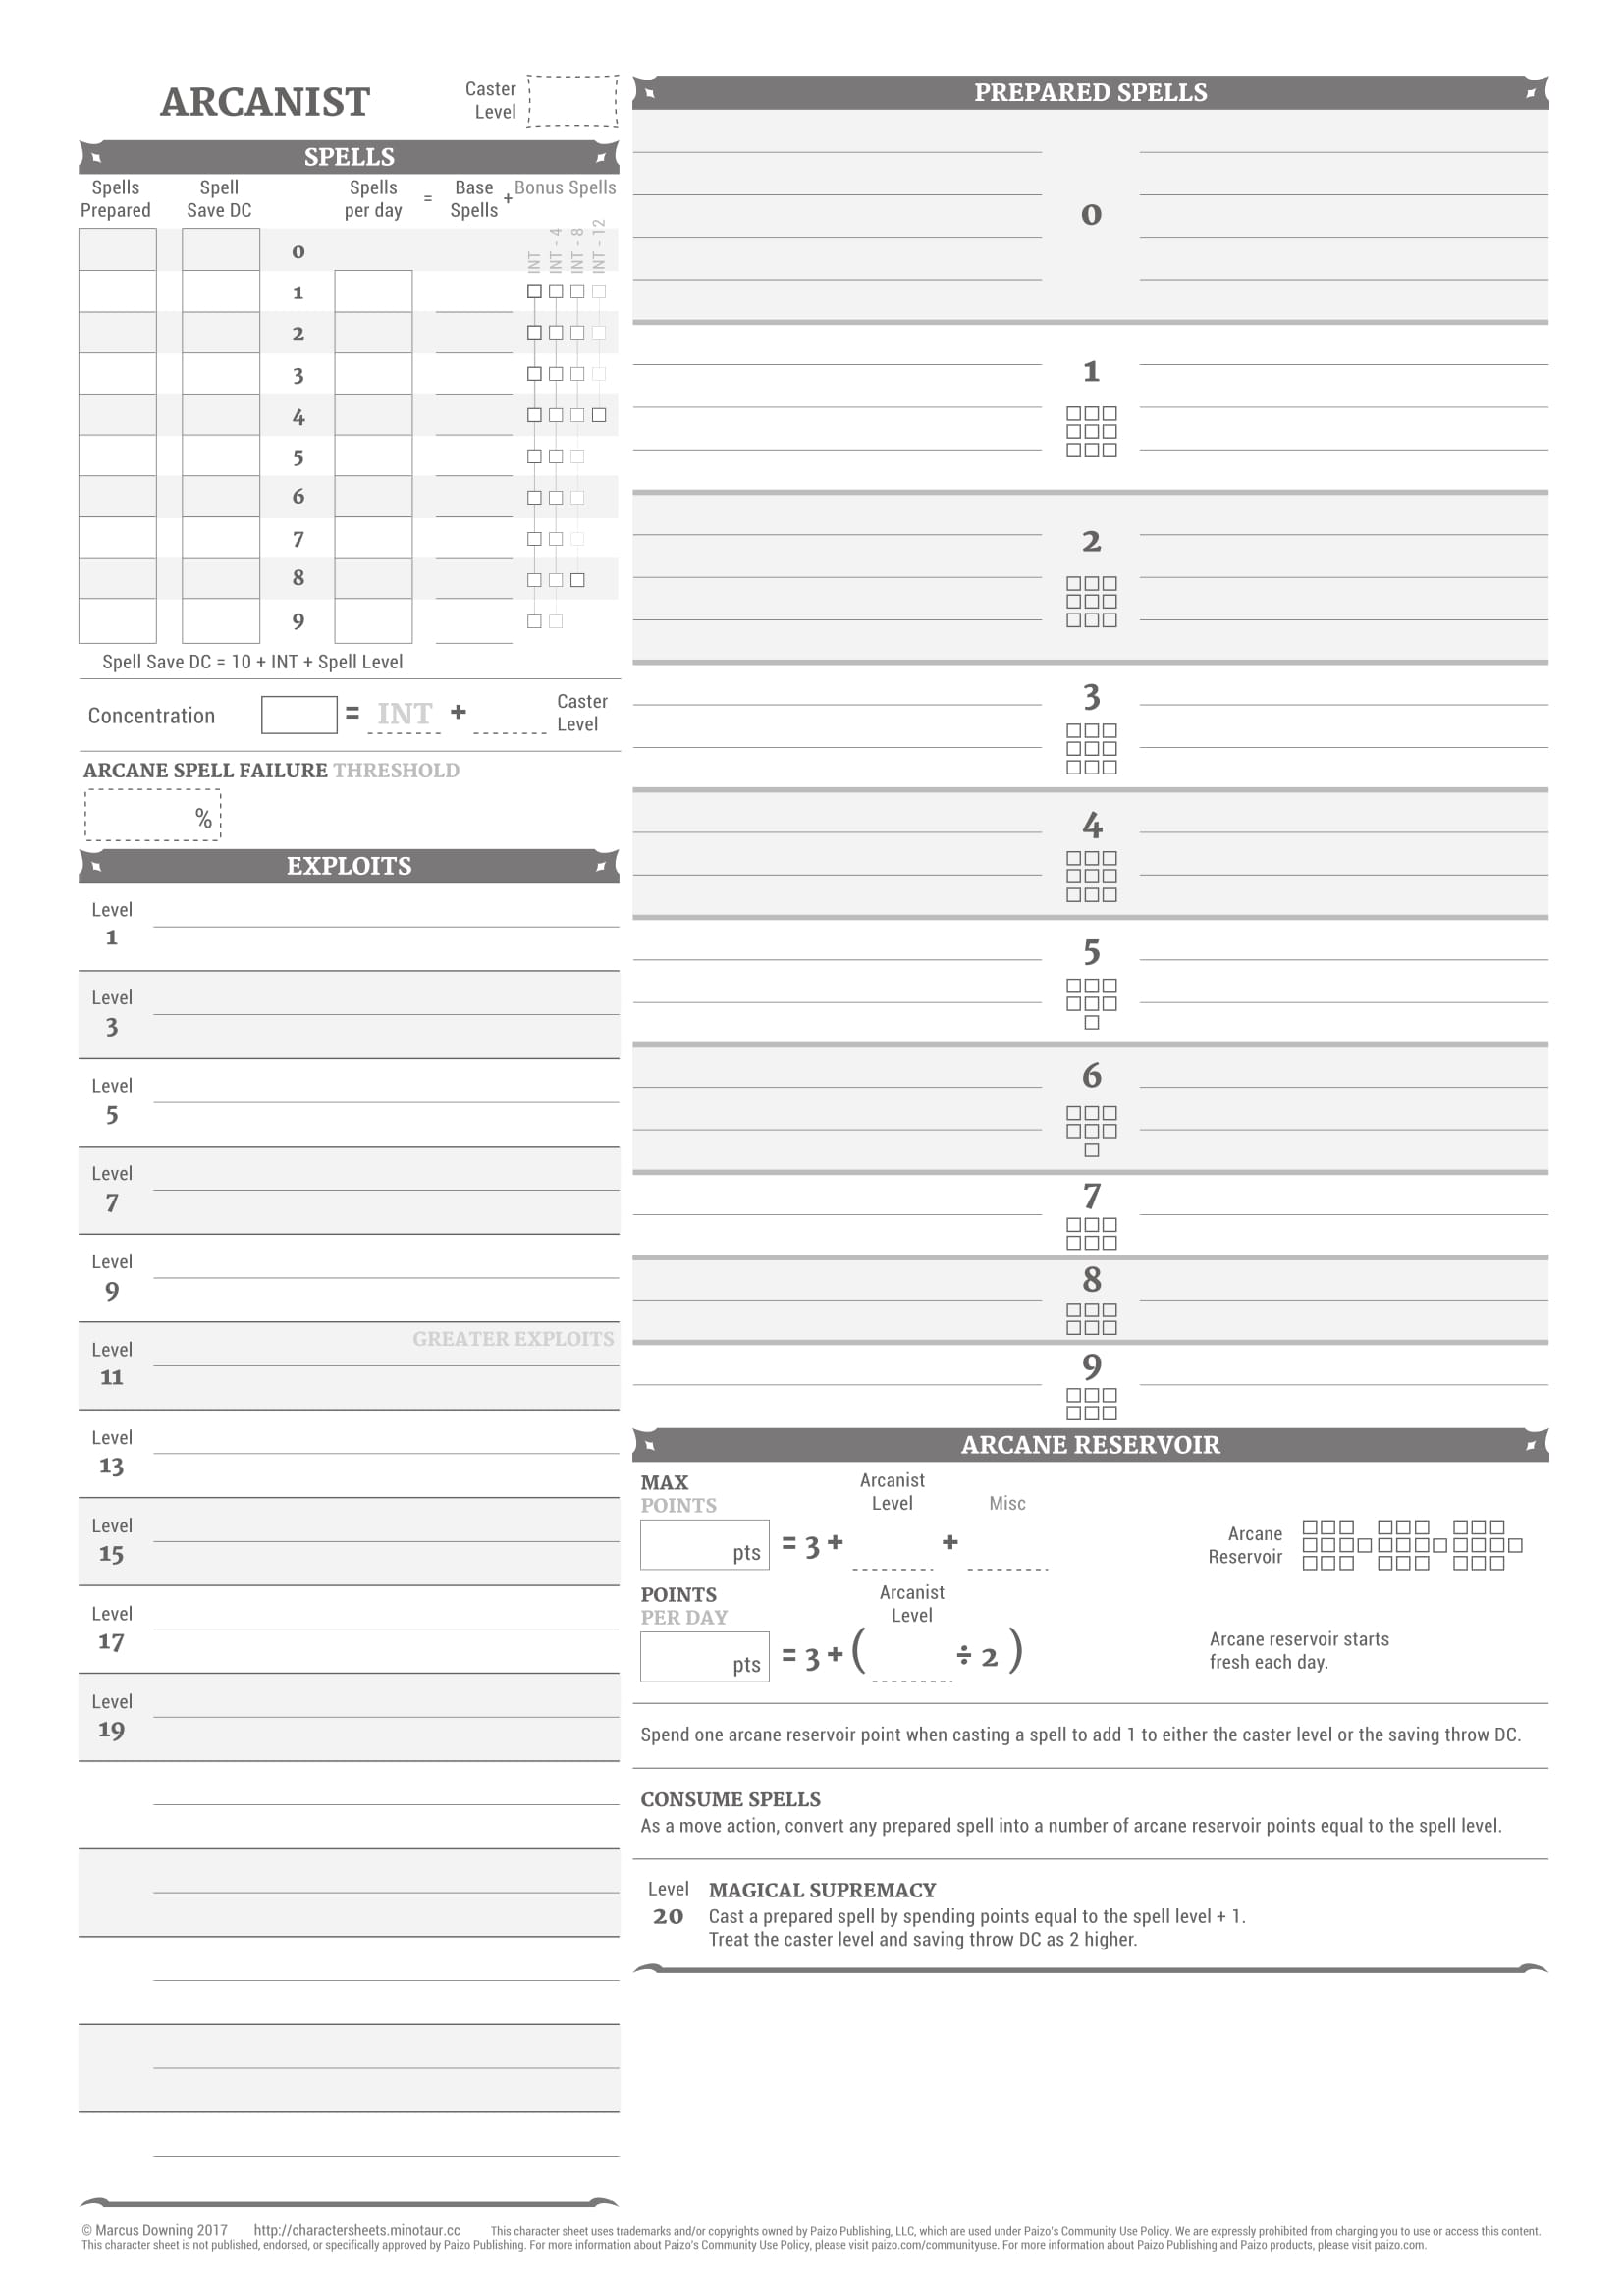 ARCANIST
Caster
Level
SPELLS
Spells
Prepared
Spell
Save DC
Spells
per day
=
Base
Spells
+
Bonus Spells
INT
INT - 4
INT - 8
INT - 12
0
1
2
3
4
5
6
7
8
9
Spell Save DC = 10 + INT + Spell Level
Concentration = INT + Caster
Level
ARCANE SPELL FAILURE THRESHOLD
%
EXPLOITS
Level
1
Level
3
Level
5
Level
7
Level
9
GREATER EXPLOITS
Level
11
Level
13
Level
15
Level
17
Level
19
PREPARED SPELLS
0
1
2
3
4
5
6
7
8
9
ARCANE RESERVOIR
MAX
POINTS
Arcanist
Level
Misc
pts = 3 + +
Arcane
Reservoir
POINTS
PER DAY
Arcanist
Level
pts = 3 + ( ÷ 2 )
Arcane reservoir starts
fresh each day.
Spend one arcane reservoir point when casting a spell to add 1 to either the caster level or the saving throw DC.
CONSUME SPELLS
As a move action, convert any prepared spell into a number of arcane reservoir points equal to the spell level.
Level
20
MAGICAL SUPREMACY
Cast a prepared spell by spending points equal to the spell level + 1.
Treat the caster level and saving throw DC as 2 higher.
© Marcus Downing 2017 http://charactersheets.minotaur.cc This character sheet uses trademarks and/or copyrights owned by Paizo Publishing, LLC, which are used under Paizo's Community Use Policy. We are expressly prohibited from charging you to use or access this content.
This character sheet is not published, endorsed, or specifically approved by Paizo Publishing. For more information about Paizo's Community Use Policy, please visit paizo.com/communityuse. For more information about Paizo Publishing and Paizo products, please visit paizo.com.